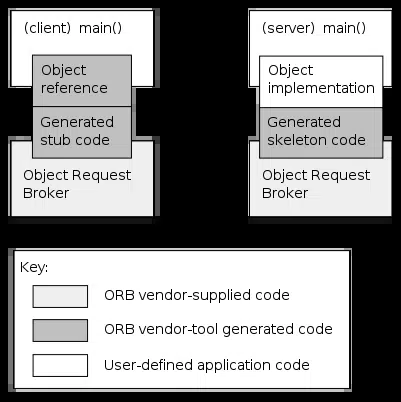 (client) main()
Object
reference
Generated
stub code
Object Request
Broker
(server) main()
Object
implementation
Generated
skeleton code
Object Request
Broker
Key:
ORB vendor-supplied code
ORB vendor-tool generated code
User-defined application code